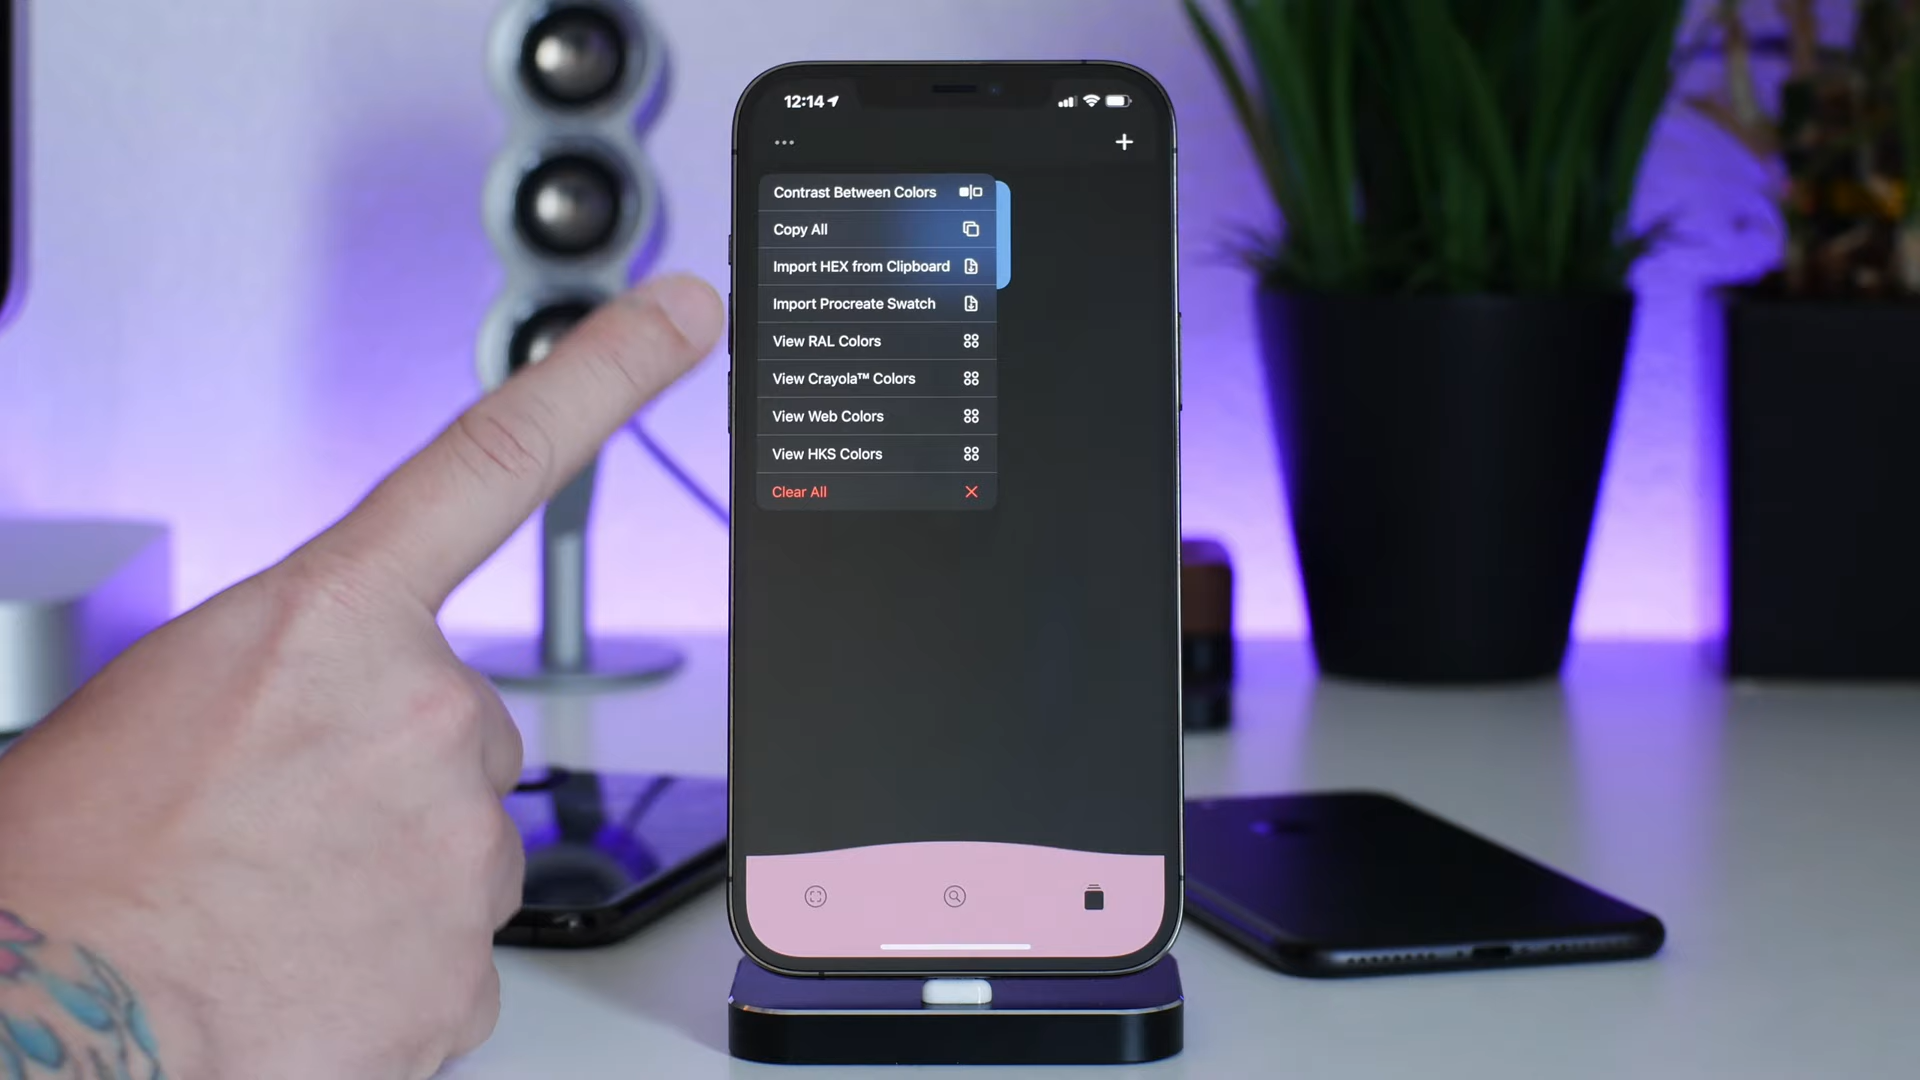 12:14
Contrast Between Colors
Copy All
Import HEX from Clipboard
Import Procreate Swatch
View RAL Colors
View Crayola™ Colors
View Web Colors
View HKS Colors
Clear All